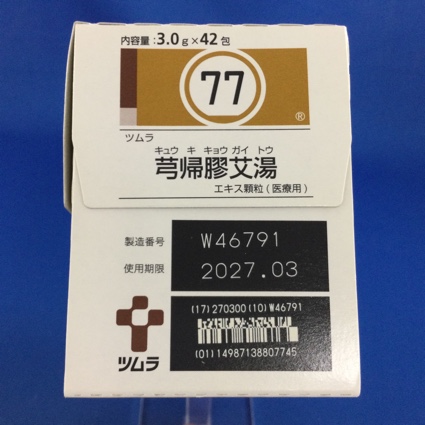 内容量：3.0g×42包
77
®
ツムラ
キュウ キ キョウ ガイ トウ
芎帰膠艾湯
エキス顆粒(医療用)
製造番号 W46791
使用期限 2027.03
(17)270300(10)W46791
(01)14987138807745
ツムラ